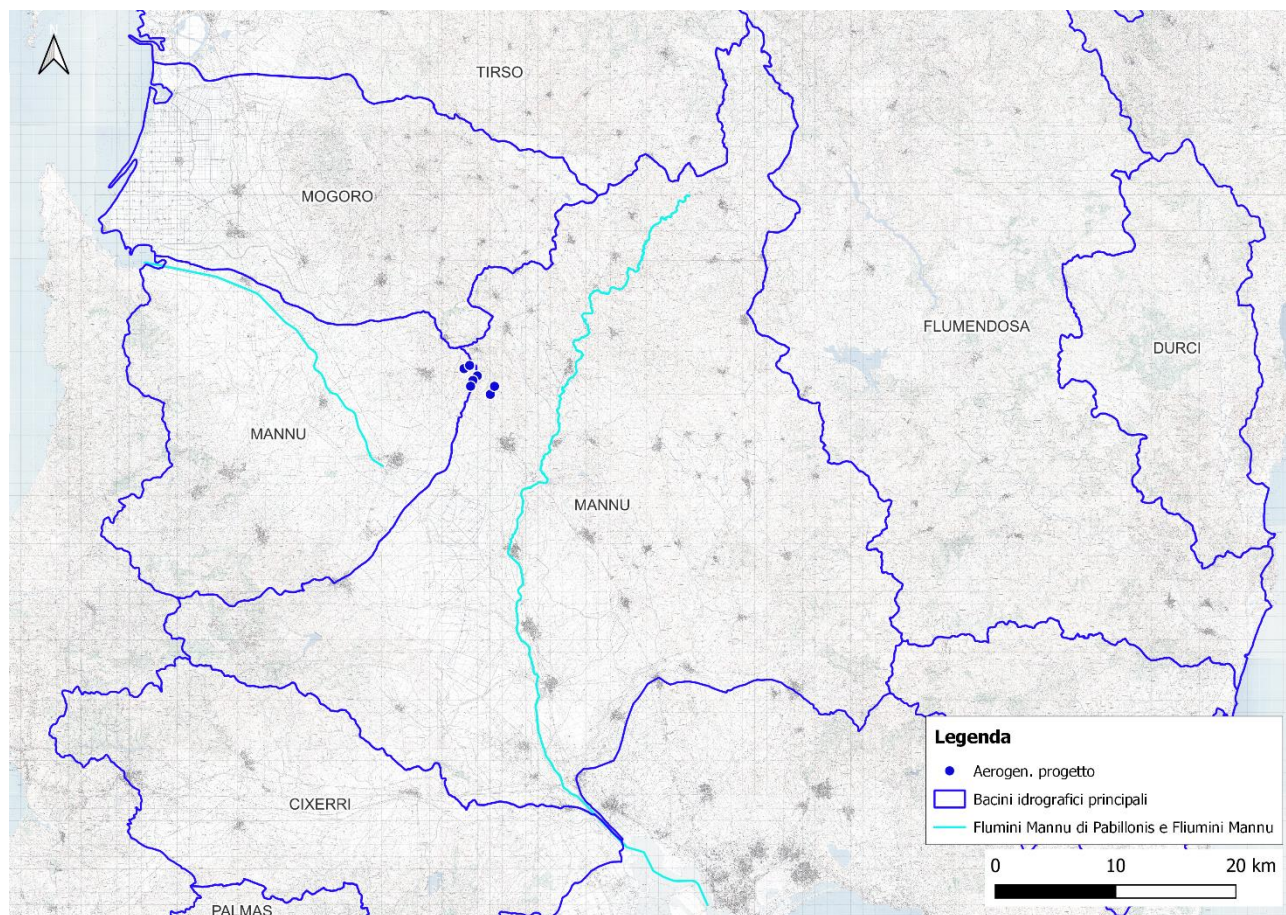 N
TIRSO
MOGORO
FLUMENDOSA
DURCI
MANNU
MANNU
CIXERRI
PALMAS
Legenda
Aerogen. progetto
Bacini idrografici principali
Flumini Mannu di Pabillonis e Fliumini Mannu
0 10 20 km